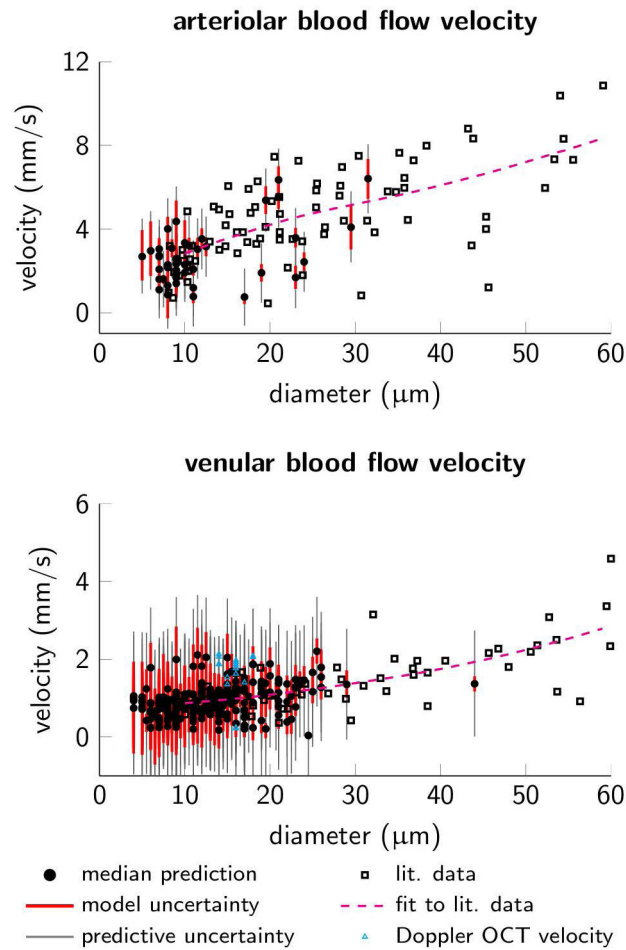 arteriolar blood flow velocity
12
8
4
0
velocity (mm/s)
0 10 20 30 40 50 60
diameter (μm)
venular blood flow velocity
6
4
2
0
velocity (mm/s)
0 10 20 30 40 50 60
diameter (μm)
median prediction lit. data
model uncertainty fit to lit. data
predictive uncertainty Doppler OCT velocity